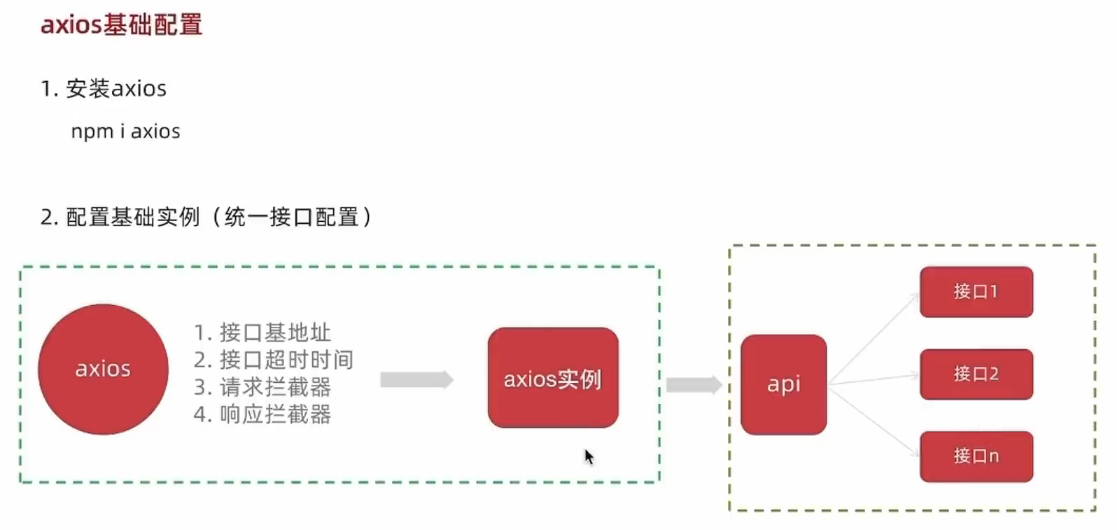 axios基础配置
1. 安装axios
npm i axios
2. 配置基础实例（统一接口配置）
axios
1. 接口基地址
2. 接口超时时间
3. 请求拦截器
4. 响应拦截器
axios实例
api
接口1
接口2
接口n